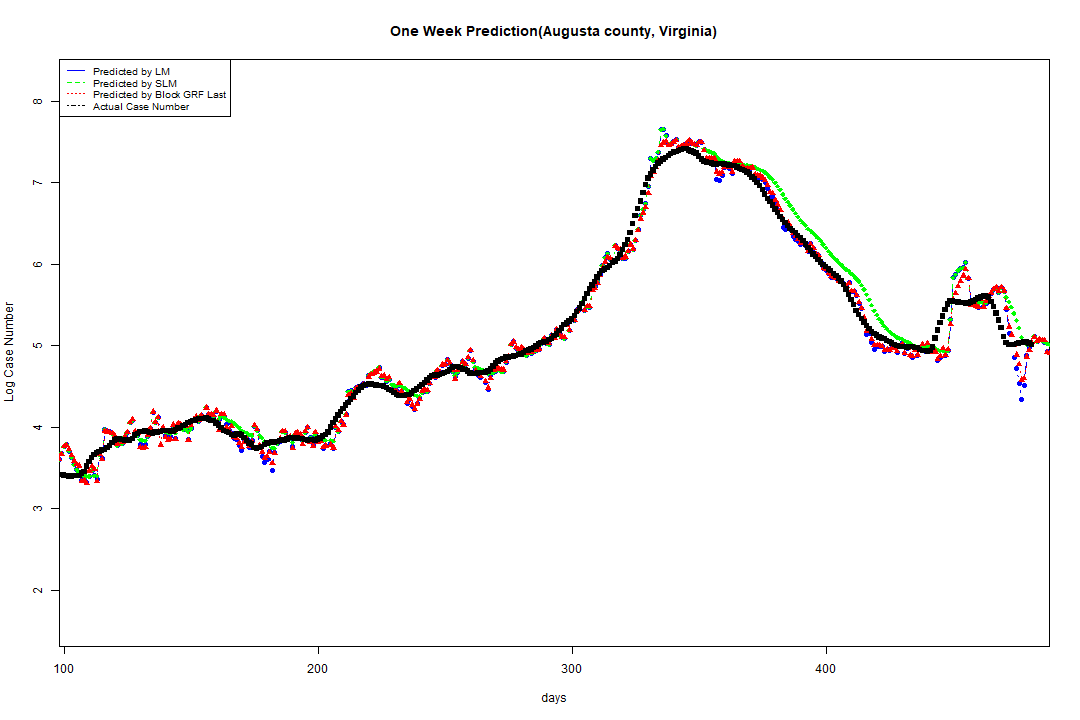 One Week Prediction(Augusta county, Virginia)
Predicted by LM
Predicted by SLM
Predicted by Block GRF Last
Actual Case Number
8
7
6
5
4
3
2
Log Case Number
100 200 300 400
days